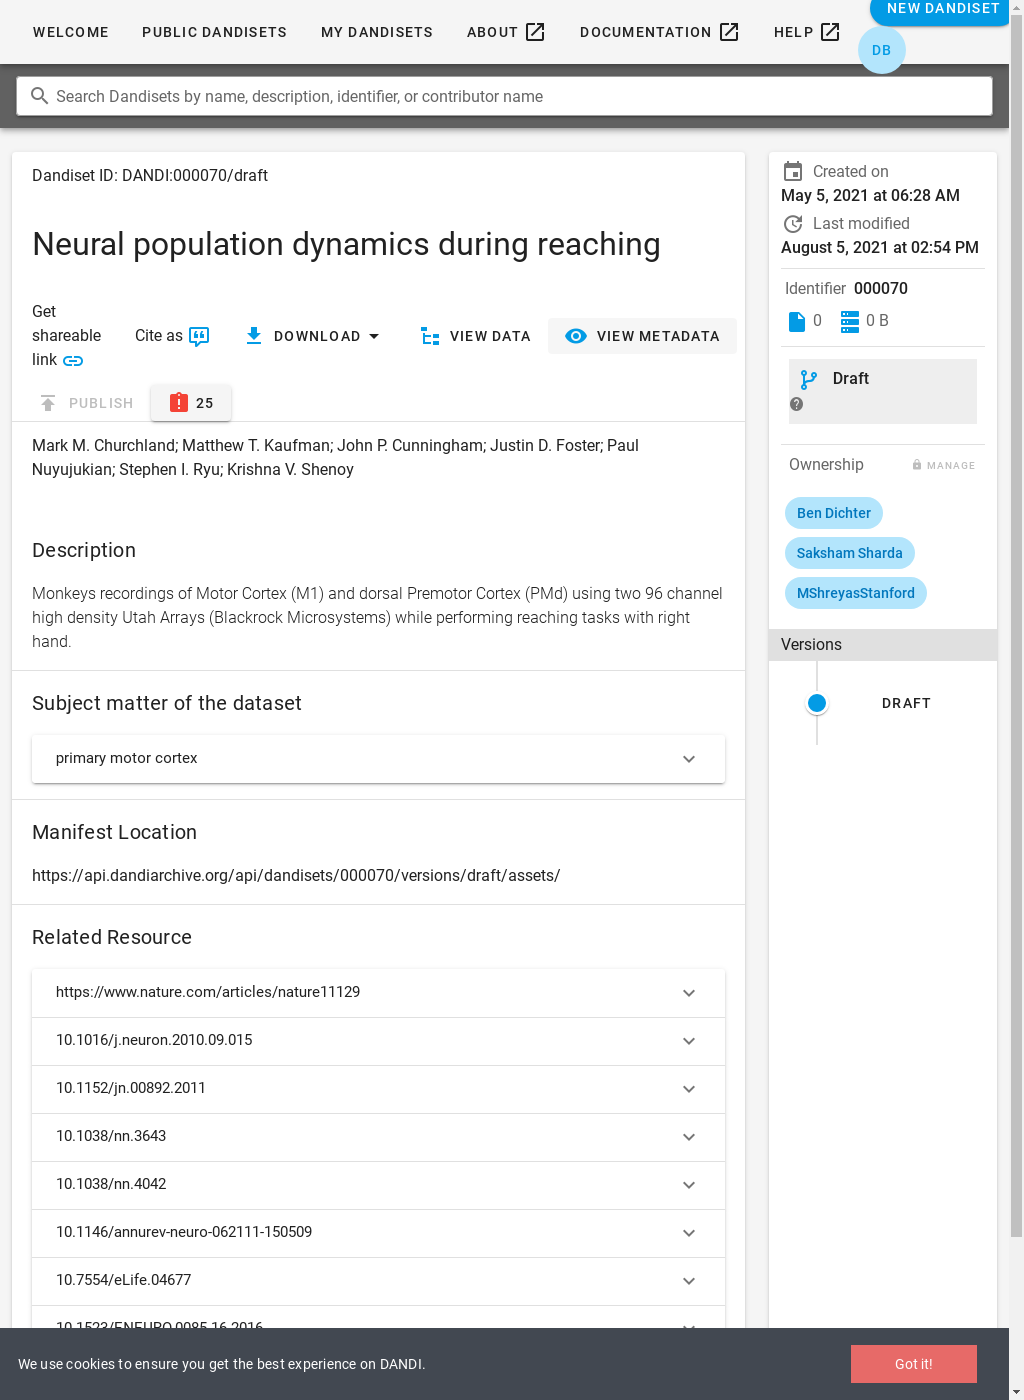 WELCOME
PUBLIC DANDISETS
MY DANDISETS
ABOUT
DOCUMENTATION
HELP
NEW DANDISET
DB
Search Dandisets by name, description, identifier, or contributor name
Dandiset ID: DANDI:000070/draft
Neural population dynamics during reaching
Get
shareable
link
Cite as
DOWNLOAD
VIEW DATA
VIEW METADATA
PUBLISH
25
Mark M. Churchland; Matthew T. Kaufman; John P. Cunningham; Justin D. Foster; Paul
Nuyujukian; Stephen I. Ryu; Krishna V. Shenoy
Description
Monkeys recordings of Motor Cortex (M1) and dorsal Premotor Cortex (PMd) using two 96 channel
high density Utah Arrays (Blackrock Microsystems) while performing reaching tasks with right
hand.
Subject matter of the dataset
primary motor cortex
Manifest Location
https://api.dandiarchive.org/api/dandisets/000070/versions/draft/assets/
Related Resource
https://www.nature.com/articles/nature11129
10.1016/j.neuron.2010.09.015
10.1152/jn.00892.2011
10.1038/nn.3643
10.1038/nn.4042
10.1146/annurev-neuro-062111-150509
10.7554/eLife.04677
10.1523/ENEURO.0085-16.2016
Created on
May 5, 2021 at 06:28 AM
Last modified
August 5, 2021 at 02:54 PM
Identifier 000070
0
0 B
Draft
Ownership
MANAGE
Ben Dichter
Saksham Sharda
MShreyasStanford
Versions
DRAFT
We use cookies to ensure you get the best experience on DANDI.
Got it!